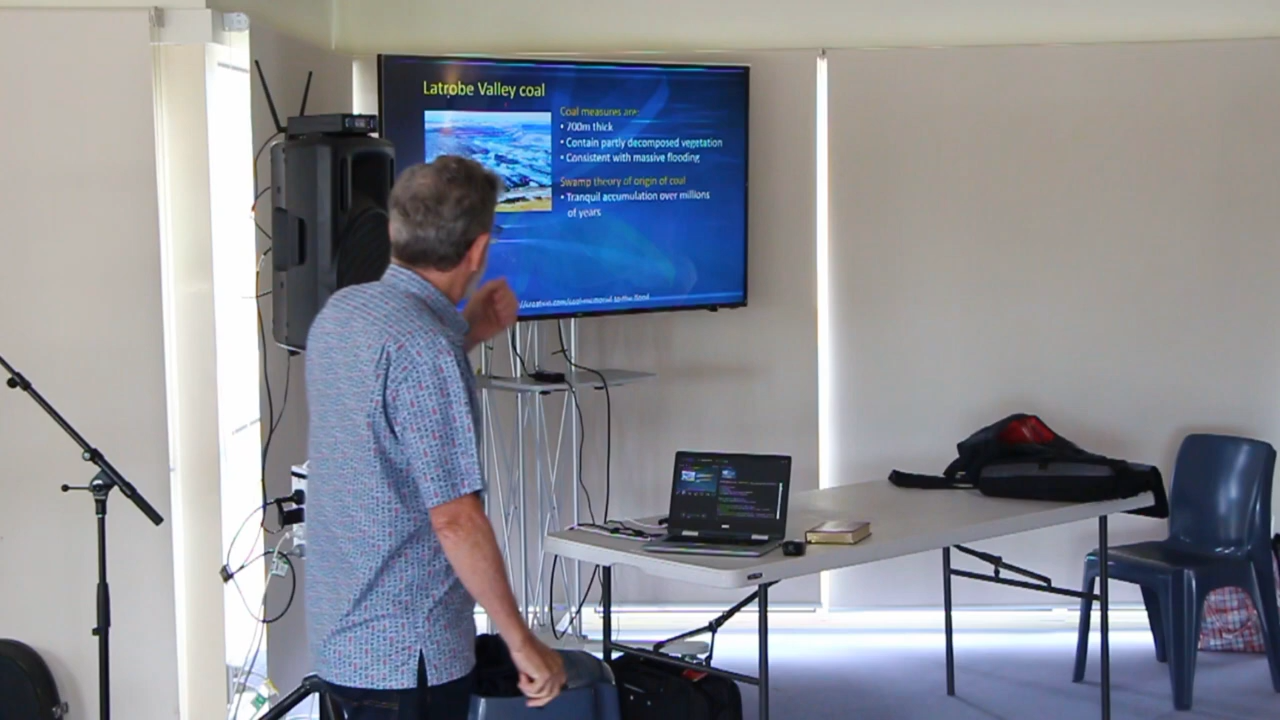 Latrobe Valley coal
Coal measures are:
• 700m thick
• Contain partly decomposed vegetation
• Consistent with massive flooding
Swamp theory of origin of coal
• Tranquil accumulation over millions
of years